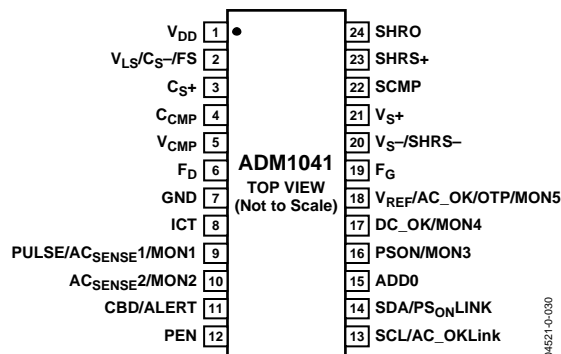 VDD 1
VLS/CS–/FS 2
CS+ 3
CCMP 4
VCMP 5
FD 6
GND 7
ICT 8
PULSE/ACSENSE1/MON1 9
ACSENSE2/MON2 10
CBD/ALERT 11
PEN 12
ADM1041
TOP VIEW
(Not to Scale)
24 SHRO
23 SHRS+
22 SCMP
21 VS+
20 VS–/SHRS–
19 FG
18 VREF/AC_OK/OTP/MON5
17 DC_OK/MON4
16 PSON/MON3
15 ADD0
14 SDA/PSONLINK
13 SCL/AC_OKLink
04521-0-030